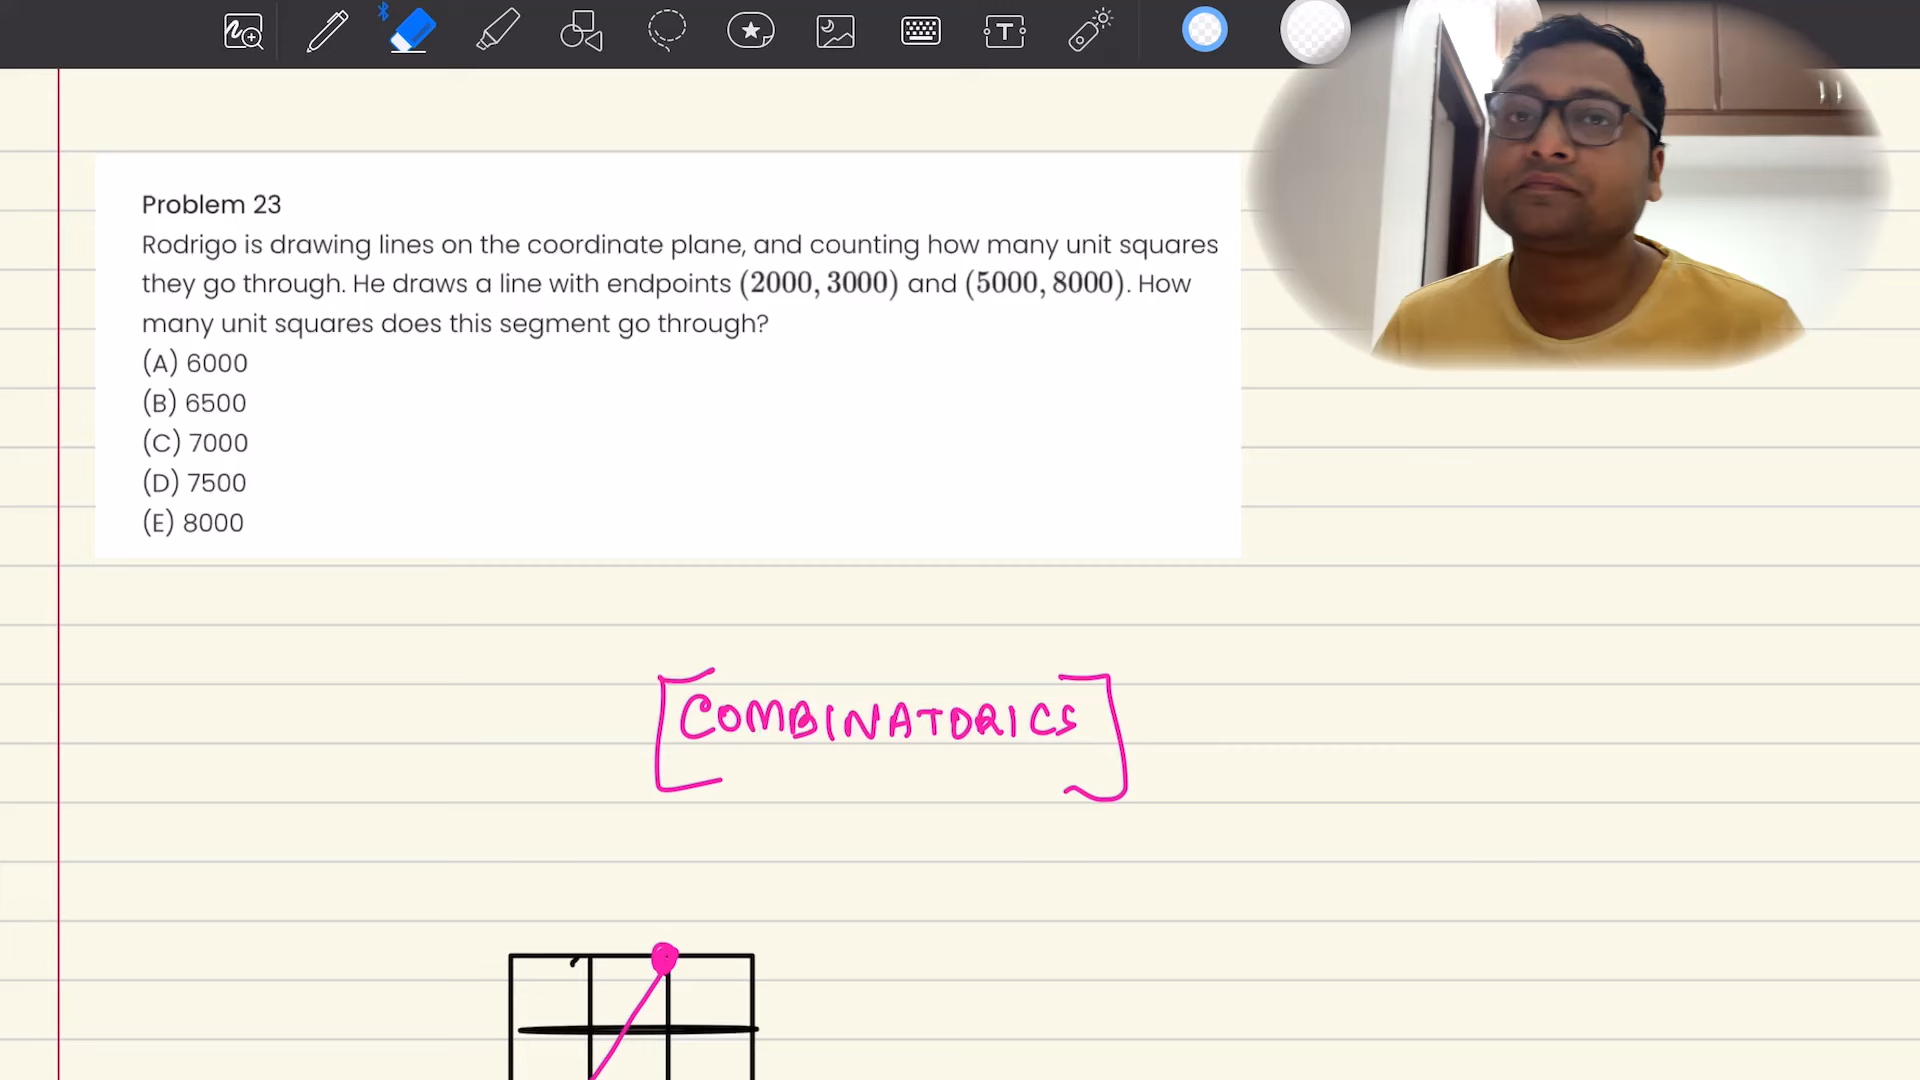 Problem 23
Rodrigo is drawing lines on the coordinate plane, and counting how many unit squares
they go through. He draws a line with endpoints (2000, 3000) and (5000, 8000). How
many unit squares does this segment go through?
(A) 6000
(B) 6500
(C) 7000
(D) 7500
(E) 8000
COMBINATORICS